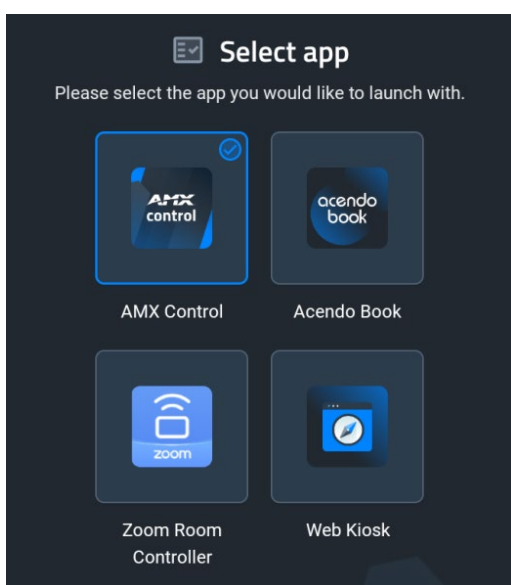 Select app
Please select the app you would like to launch with.
AMX
control
acendo
book
AMX Control
Acendo Book
zoom
Zoom Room
Controller
Web Kiosk